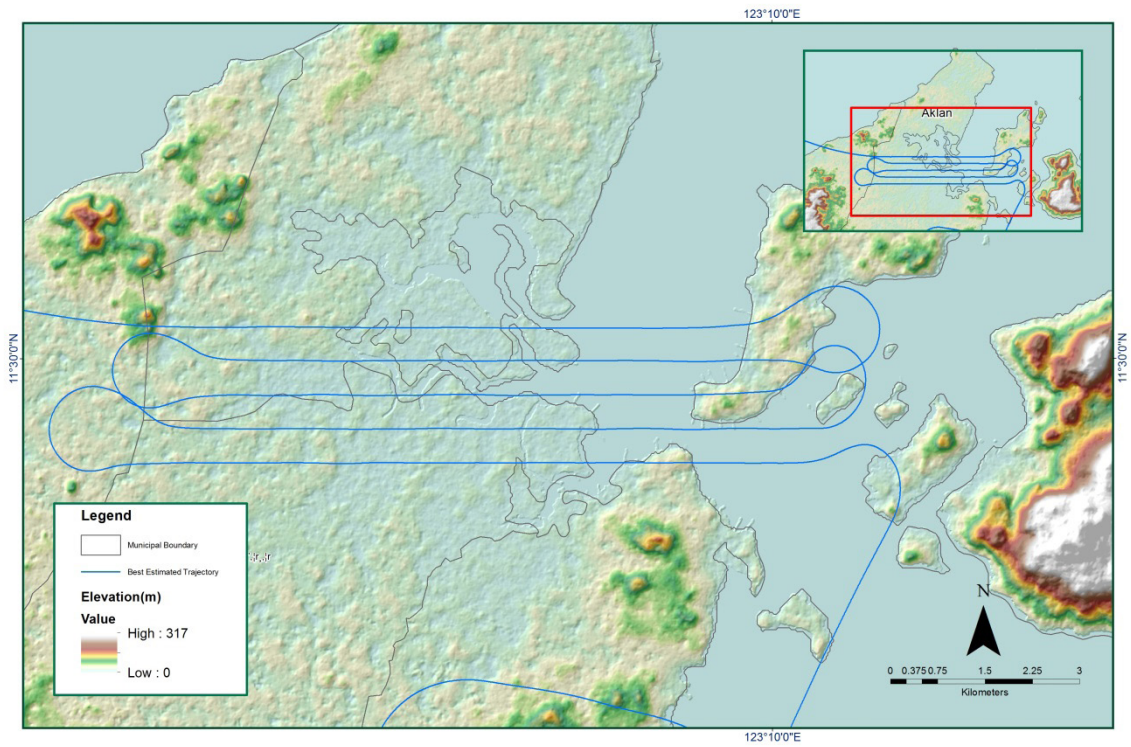 123°10'0"E
Aklan
11°30'0"N
11°30'0"N
Legend
Municipal Boundary
Best Estimated Trajectory
Elevation(m)
Value
High : 317
Low : 0
N
0 0.375 0.75 1.5 2.25 3
Kilometers
123°10'0"E